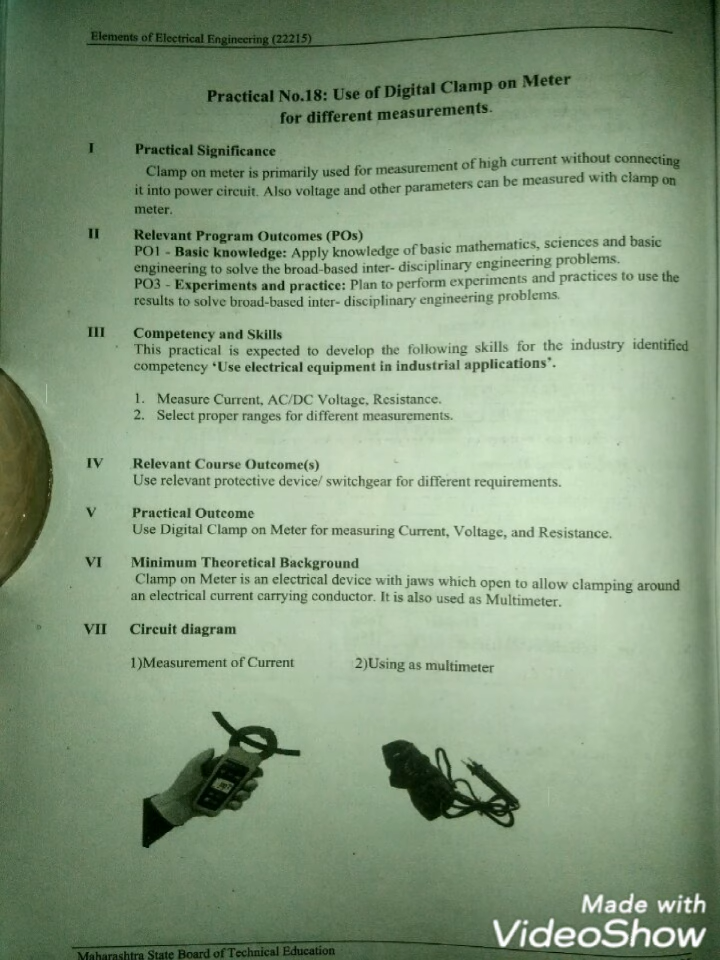 Elements of Electrical Engineering (22215)
Practical No.18: Use of Digital Clamp on Meter
for different measurements.
I Practical Significance
Clamp on meter is primarily used for measurement of high current without connecting
it into power circuit. Also voltage and other parameters can be measured with clamp on
meter.
II Relevant Program Outcomes (POs)
PO1 - Basic knowledge: Apply knowledge of basic mathematics, sciences and basic
engineering to solve the broad-based inter- disciplinary engineering problems.
PO3 - Experiments and practice: Plan to perform experiments and practices to use the
results to solve broad-based inter- disciplinary engineering problems.
III Competency and Skills
This practical is expected to develop the following skills for the industry identified
competency ‘Use electrical equipment in industrial applications’.
1. Measure Current, AC/DC Voltage, Resistance.
2. Select proper ranges for different measurements.
IV Relevant Course Outcome(s)
Use relevant protective device/ switchgear for different requirements.
V Practical Outcome
Use Digital Clamp on Meter for measuring Current, Voltage, and Resistance.
VI Minimum Theoretical Background
Clamp on Meter is an electrical device with jaws which open to allow clamping around
an electrical current carrying conductor. It is also used as Multimeter.
VII Circuit diagram
1)Measurement of Current 2)Using as multimeter
Maharashtra State Board of Technical Education
Made with
VideoShow